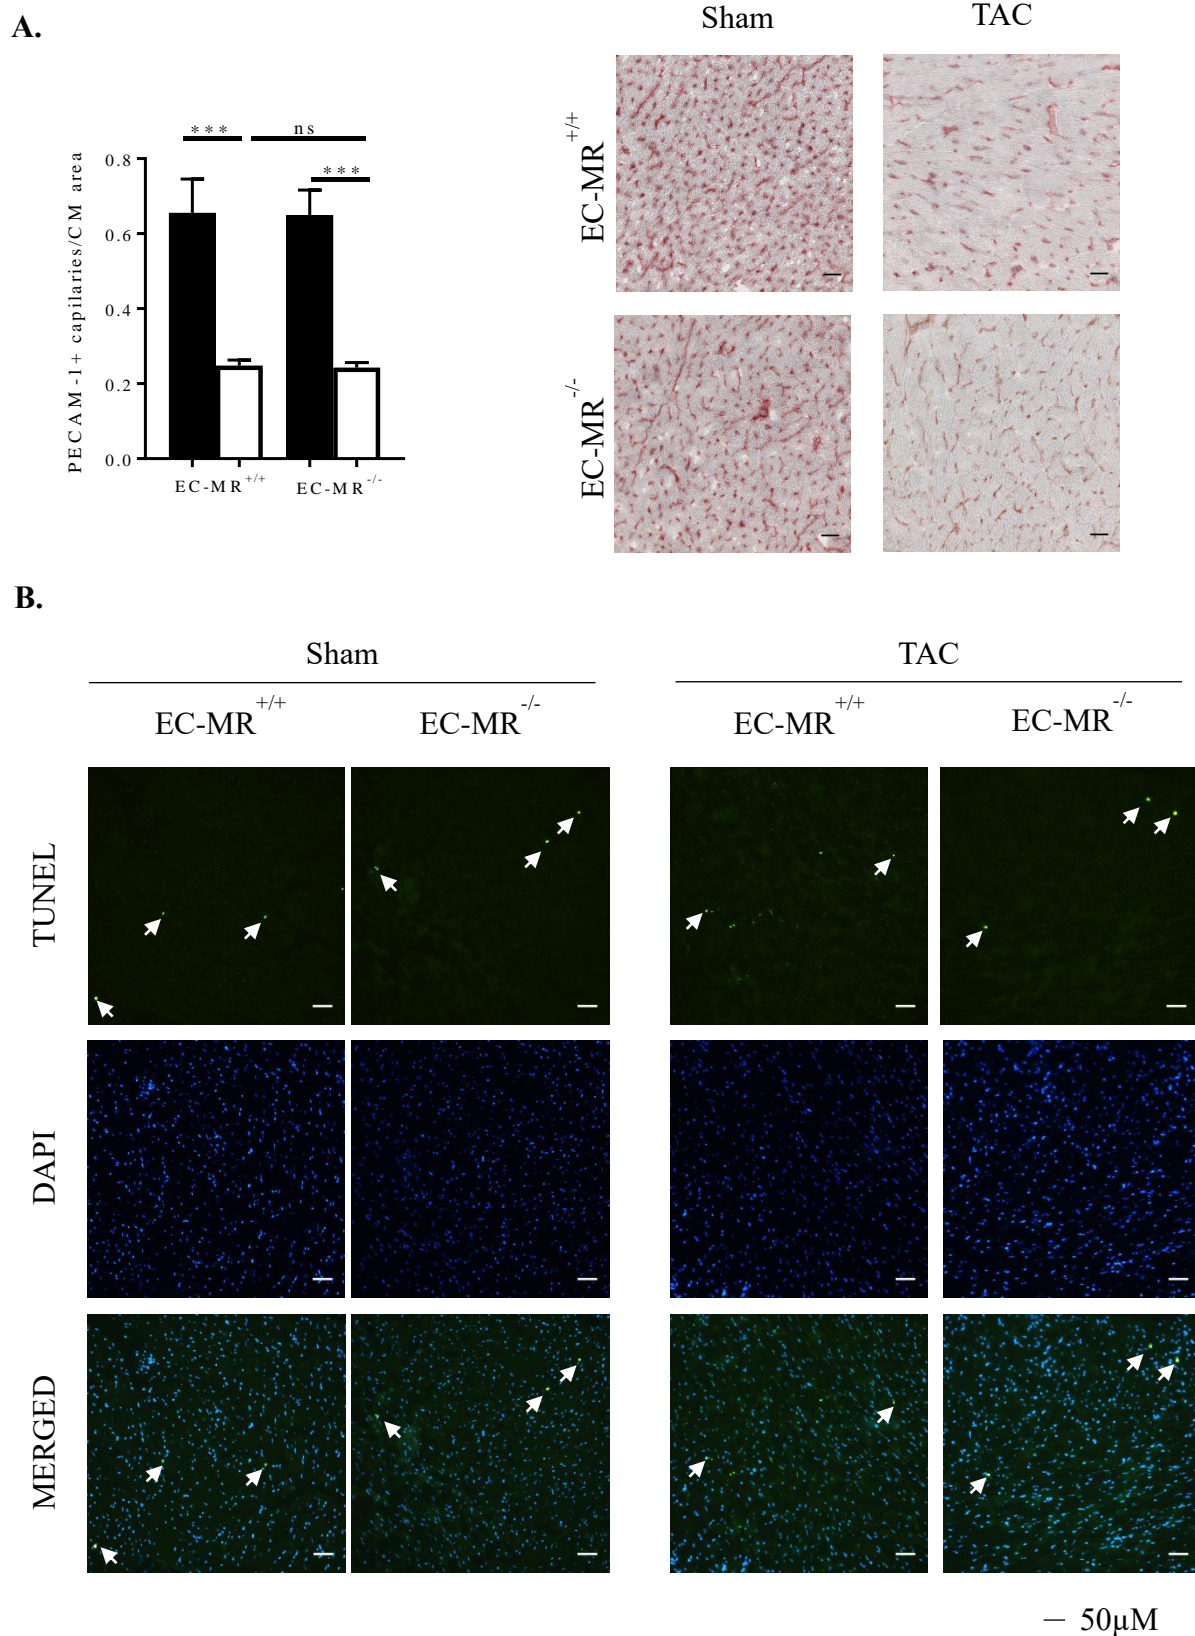 A.
Sham
TAC
***
ns
***
PECAM-1+ capilaries/CM area
0.8
0.6
0.4
0.2
0.0
EC-MR+/+
EC-MR-/-
EC-MR+/+
EC-MR-/-
B.
Sham
TAC
EC-MR+/+
EC-MR-/-
EC-MR+/+
EC-MR-/-
TUNEL
DAPI
MERGED
50µM